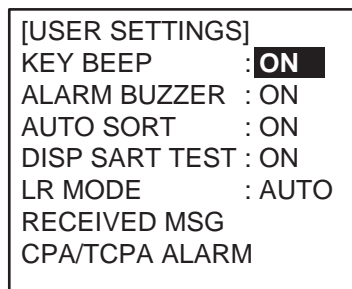 [USER SETTINGS]
KEY BEEP : ON
ALARM BUZZER : ON
AUTO SORT : ON
DISP SART TEST : ON
LR MODE : AUTO
RECEIVED MSG
CPA/TCPA ALARM